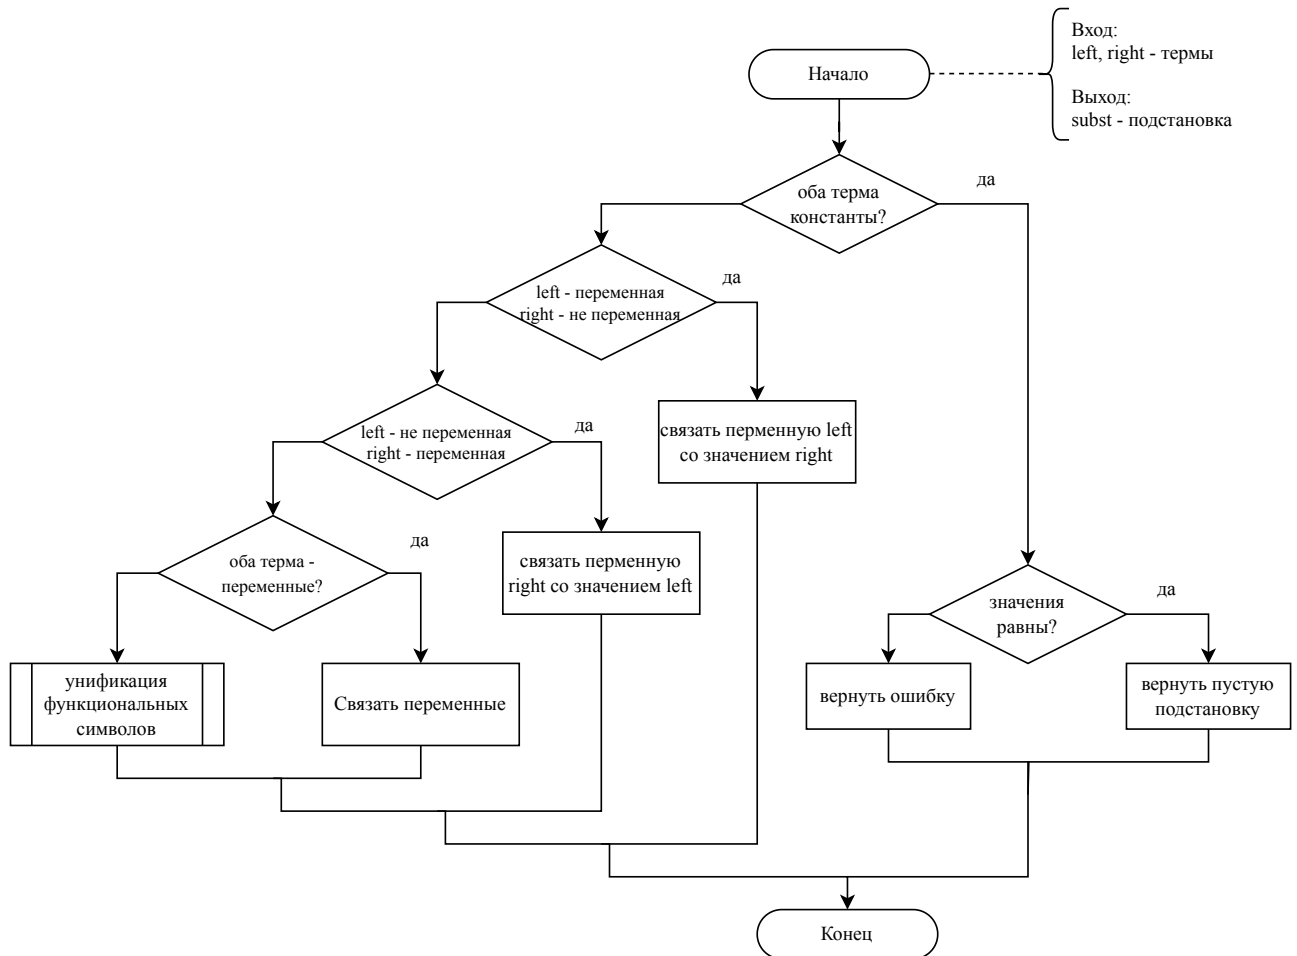 Вход:
left, right - термы
Выход:
subst - подстановка
Начало
оба терма
константы?
да
left - переменная
right - не переменная
да
left - не переменная
right - переменная
да
связать перменную left
со значением right
оба терма -
переменные?
да
связать перменную
right со значением left
значения
равны?
да
унификация
функциональных
символов
Связать переменные
вернуть ошибку
вернуть пустую
подстановку
Конец